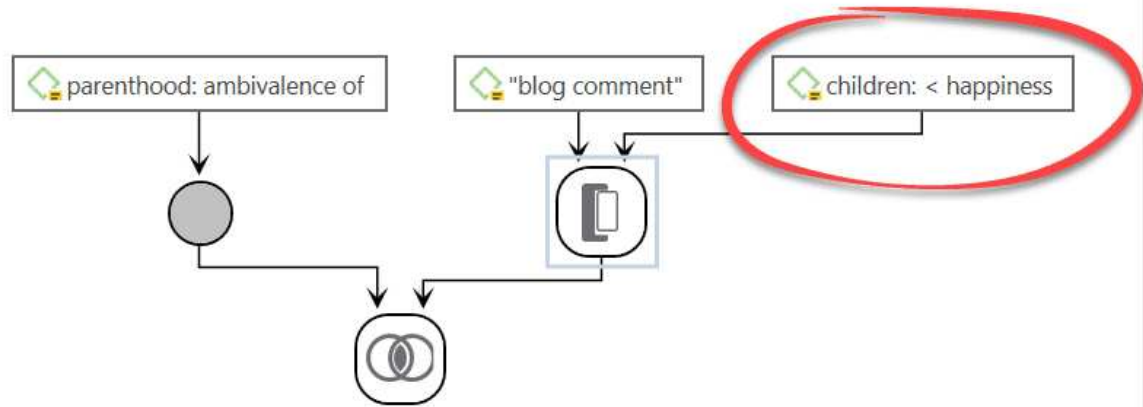 parenthood: ambivalence of
"blog comment"
children: < happiness